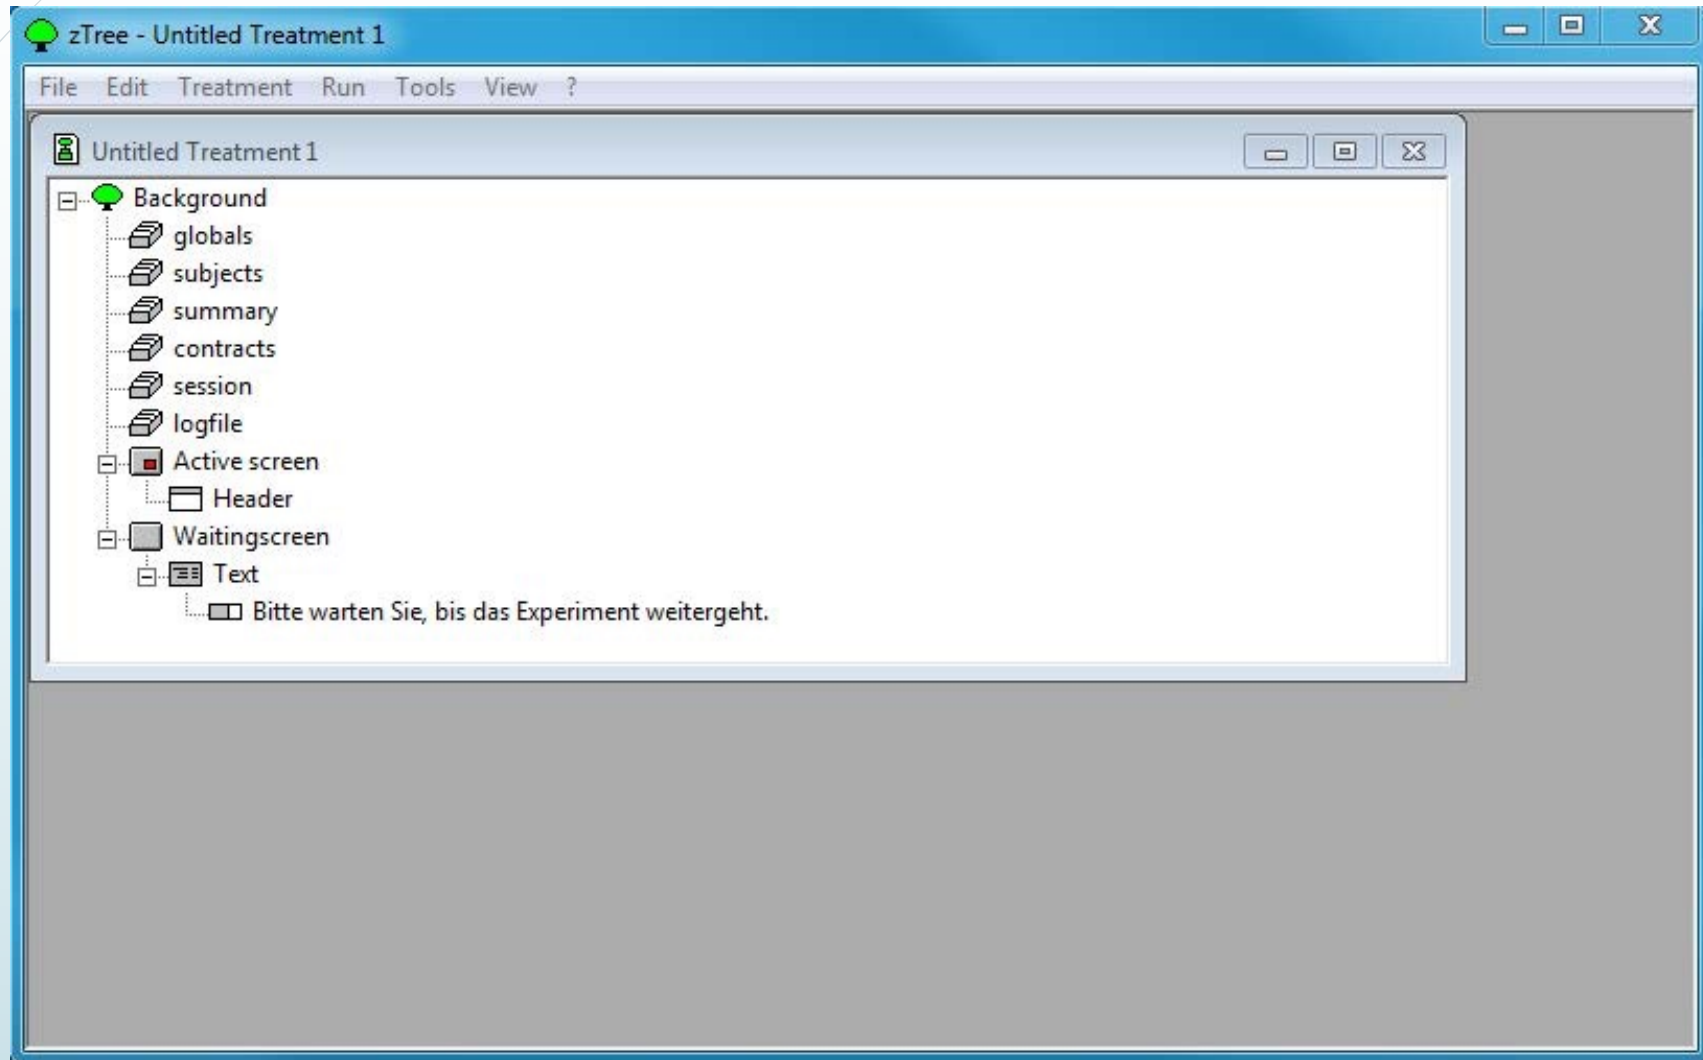 zTree - Untitled Treatment 1
File Edit Treatment Run Tools View ?
Untitled Treatment 1
Background
globals
subjects
summary
contracts
session
logfile
Active screen
Header
Waitingscreen
Text
Bitte warten Sie, bis das Experiment weitergeht.